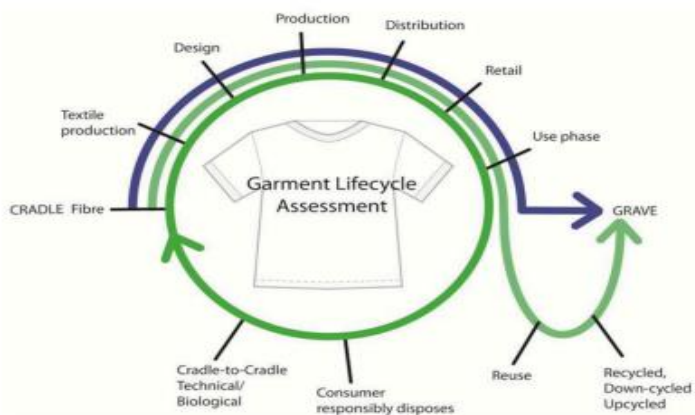 Production
Distribution
Design
Retail
Textile
production
Use phase
Garment Lifecycle
Assessment
CRADLE Fibre
GRAVE
Cradle-to-Cradle
Technical/
Biological
Consumer
responsibly disposes
Reuse
Recycled,
Down-cycled
Upcycled